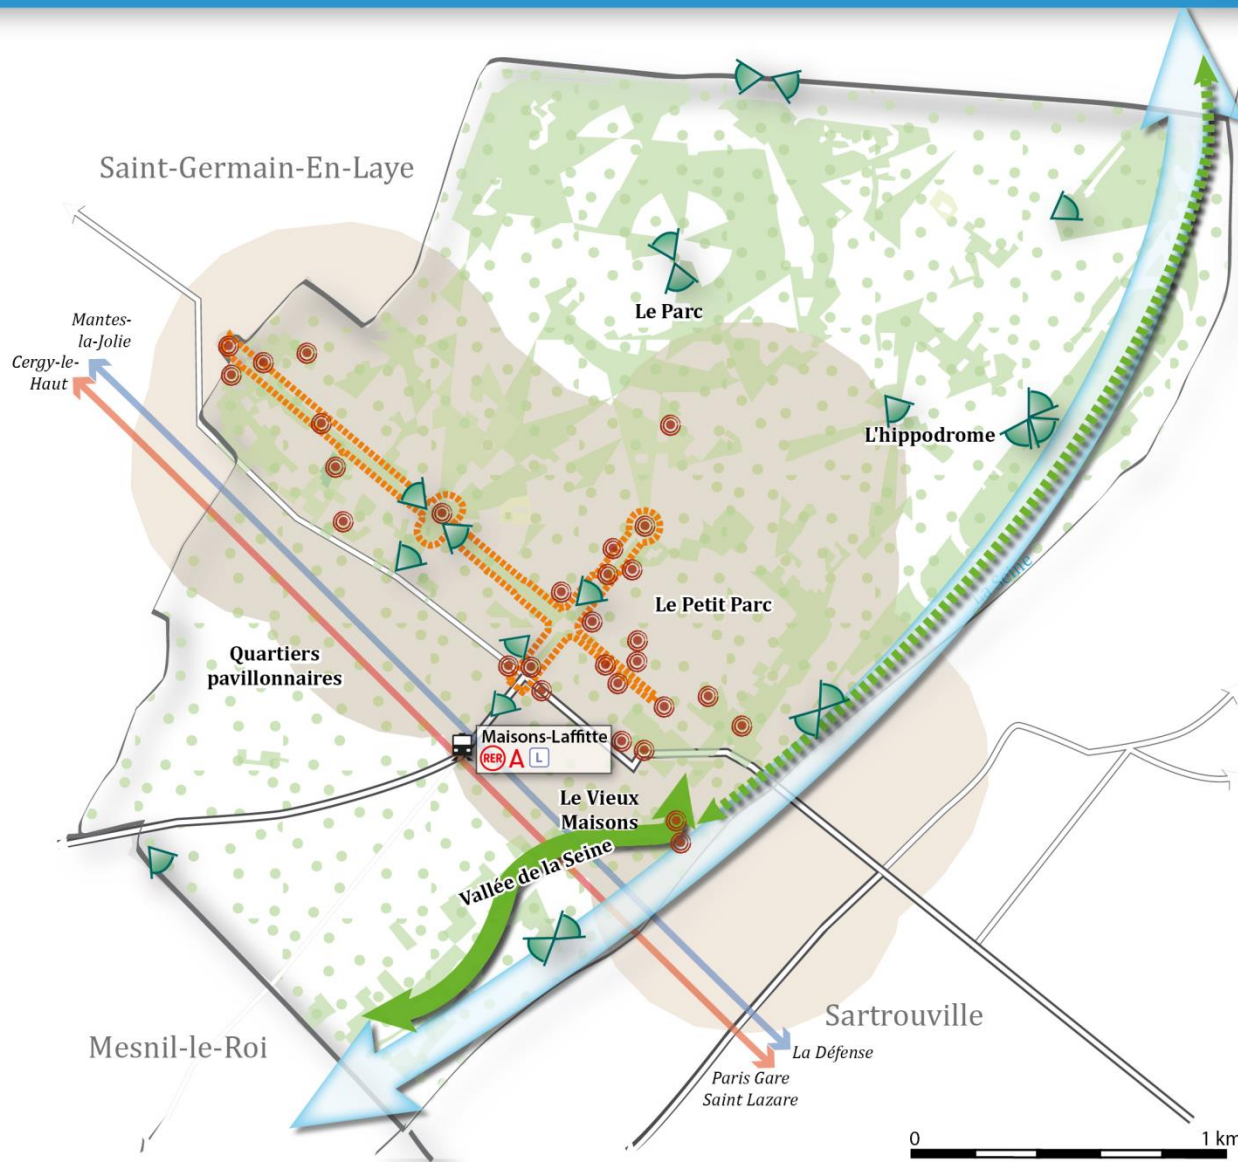 Saint-Germain-En-Laye
Mantes-
la-Jolie
Cergy-le-
Haut
Le Parc
L'hippodrome
Le Petit Parc
Quartiers
pavillonnaires
Maisons-Laffitte
RER A L
Le Vieux
Maisons
Vallée de la Seine
Mesnil-le-Roi
Sartrouville
La Défense
Paris Gare
Saint Lazare
0 1 km